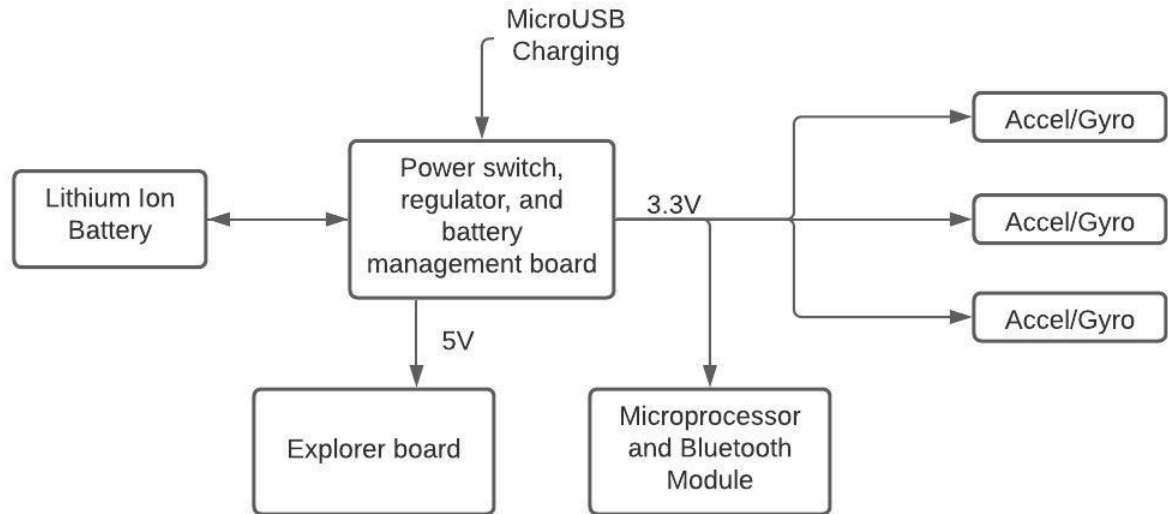 MicroUSB
Charging
Lithium Ion
Battery
Power switch,
regulator, and
battery
management board
3.3V
Accel/Gyro
Accel/Gyro
Accel/Gyro
5V
Explorer board
Microprocessor
and Bluetooth
Module